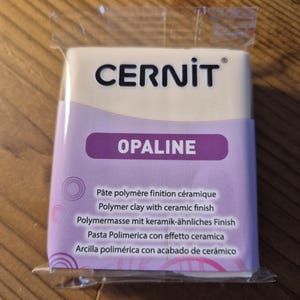 CERNiT®
OPALINE
Pâte polymère finition céramique
Polymer clay with ceramic finish
Polymermasse mit keramik-ähnliches Finish
Pasta Polimerica con effetto ceramica
Arcilla polimérica con acabado de cerámico